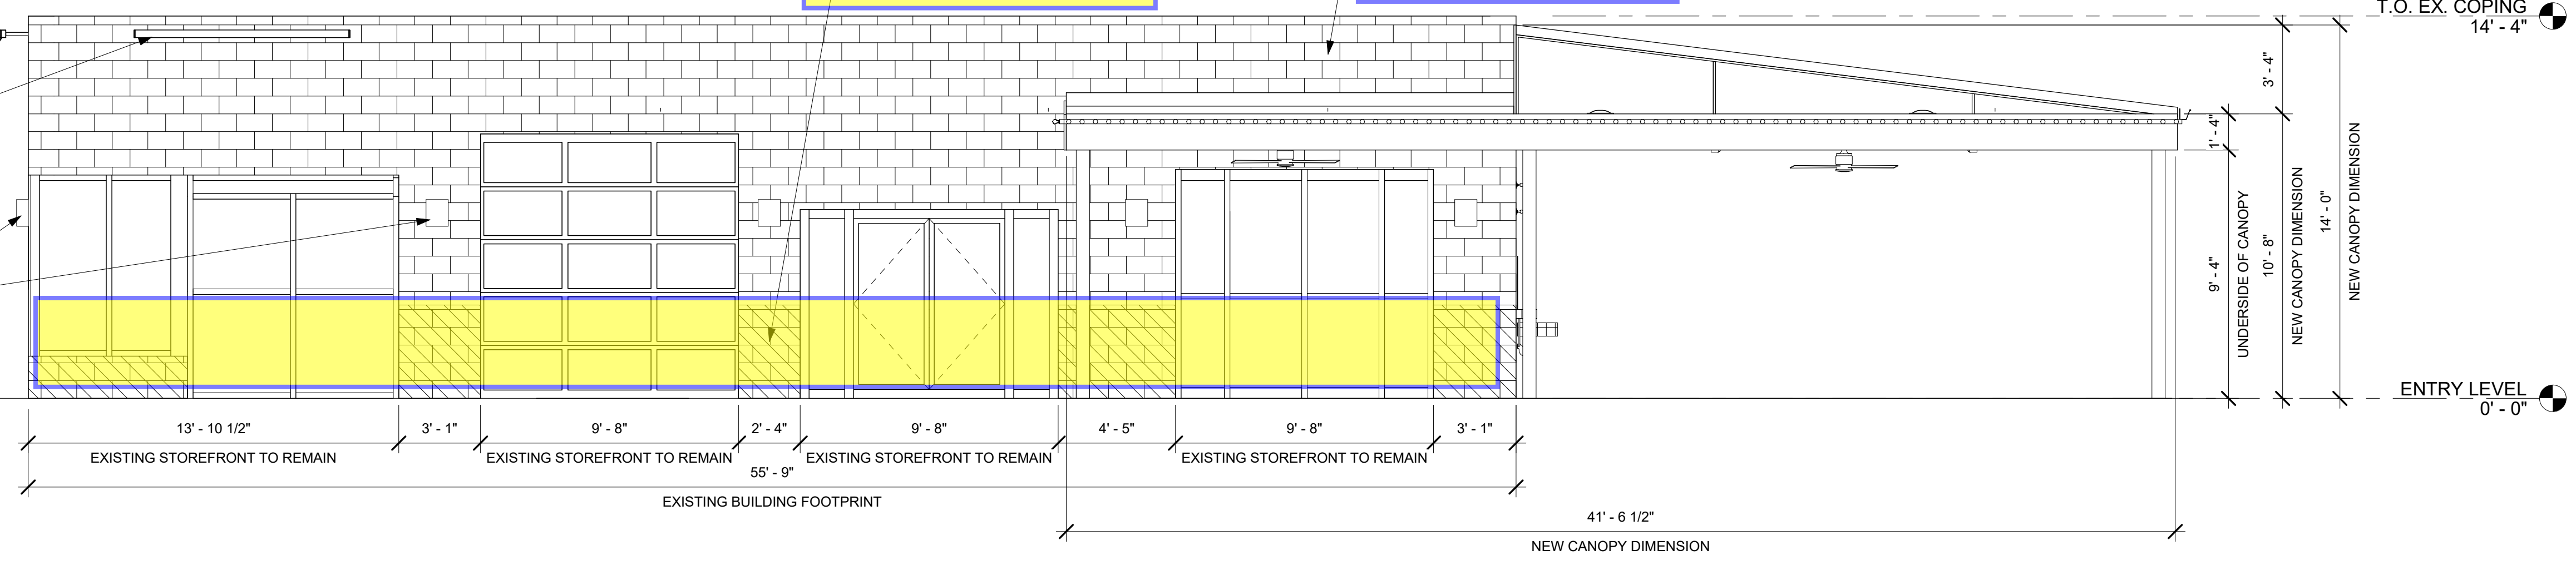 T.O. EX. COPING
14' - 4"
3' - 4"
1' - 4"
9' - 4"
UNDERSIDE OF CANOPY
10' - 8"
NEW CANOPY DIMENSION
14' - 0"
NEW CANOPY DIMENSION
ENTRY LEVEL
0' - 0"
13' - 10 1/2"
3' - 1"
9' - 8"
2' - 4"
9' - 8"
4' - 5"
9' - 8"
3' - 1"
EXISTING STOREFRONT TO REMAIN
EXISTING STOREFRONT TO REMAIN
EXISTING STOREFRONT TO REMAIN
EXISTING STOREFRONT TO REMAIN
55' - 9"
EXISTING BUILDING FOOTPRINT
41' - 6 1/2"
NEW CANOPY DIMENSION